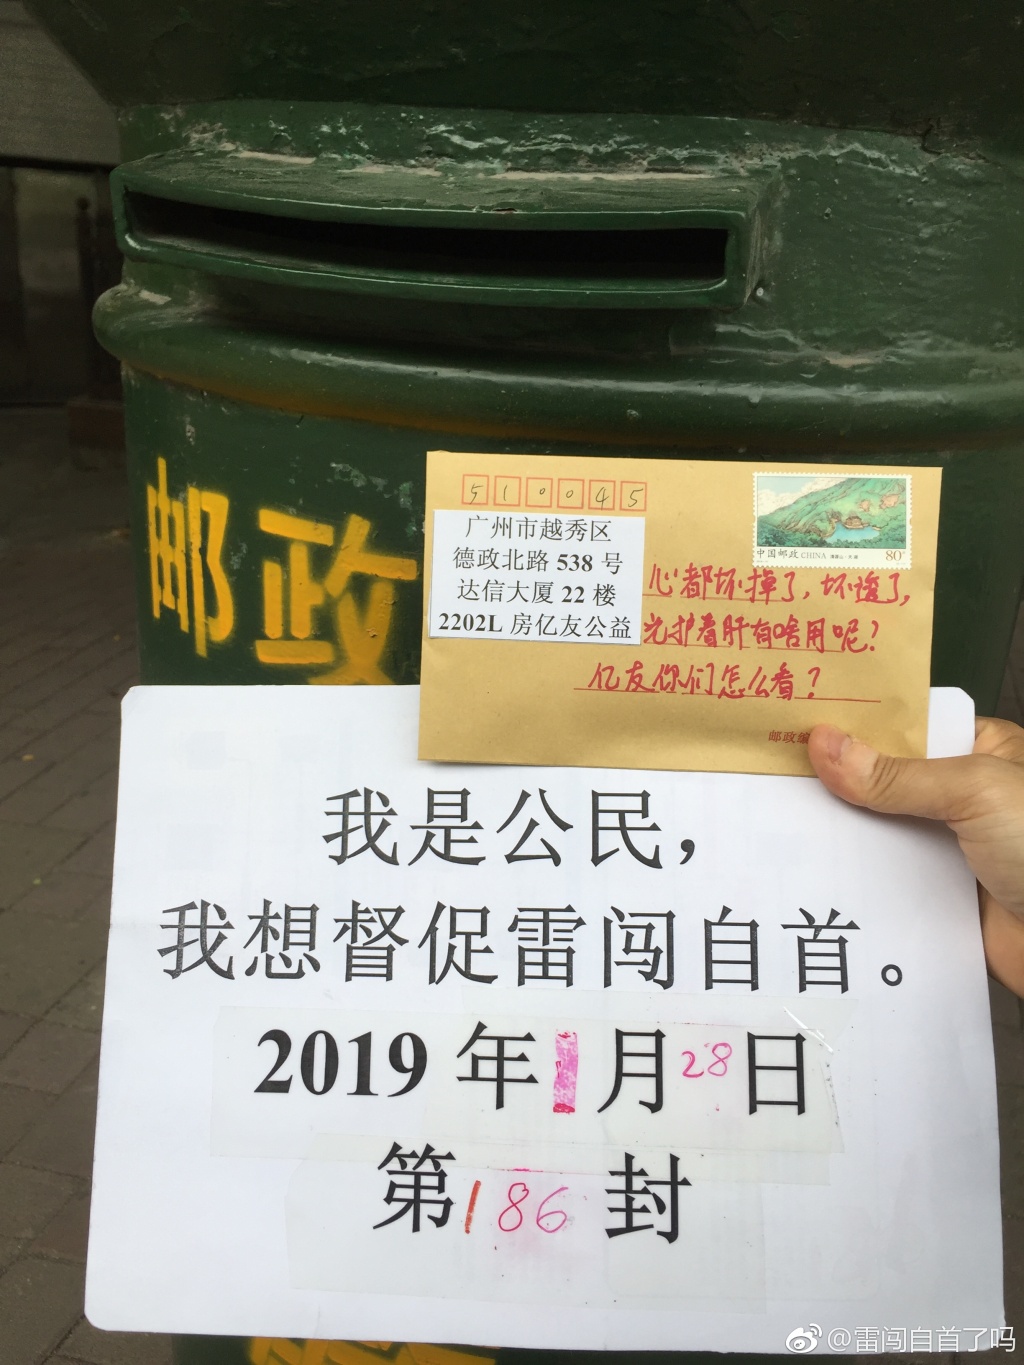 邮政
510045
广州市越秀区
德政北路 538 号
达信大厦 22 楼
2202L 房亿友公益
中国邮政 CHINA
80
心都坏掉了，坏透了，
光护着肝有啥用呢？
亿友你们怎么看？
邮政编
我是公民，
我想督促雷闯自首。
2019 年 1 月 28 日
第 186 封
@雷闯自首了吗